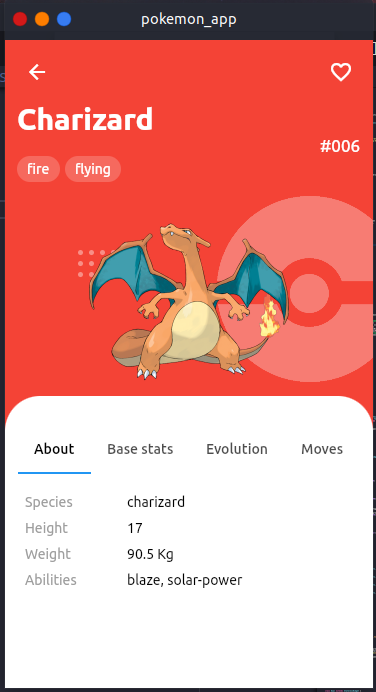 pokemon_app
Charizard
#006
fire flying
About Base stats Evolution Moves
Species charizard
Height 17
Weight 90.5 Kg
Abilities blaze, solar-power